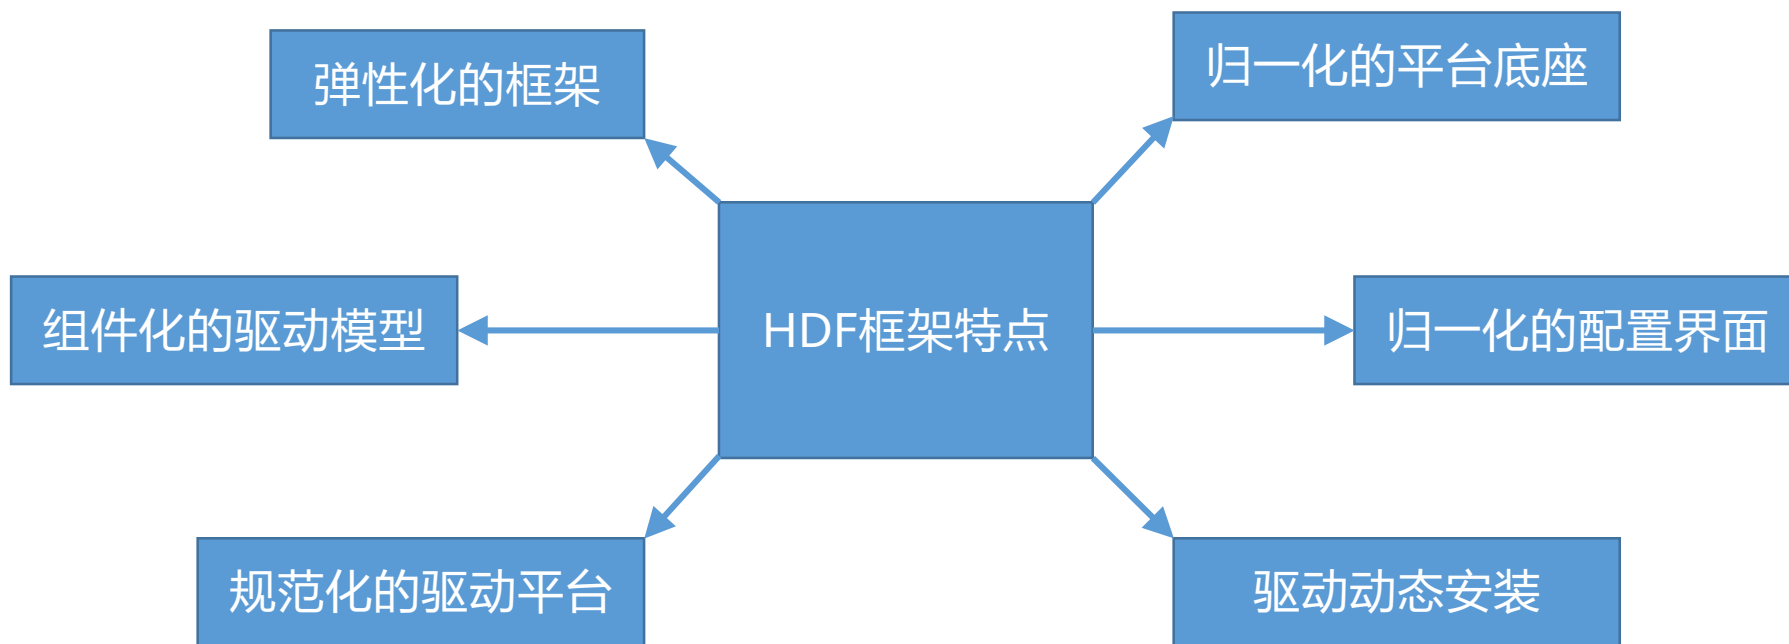 弹性化的框架
归一化的平台底座
组件化的驱动模型
HDF框架特点
归一化的配置界面
规范化的驱动平台
驱动动态安装